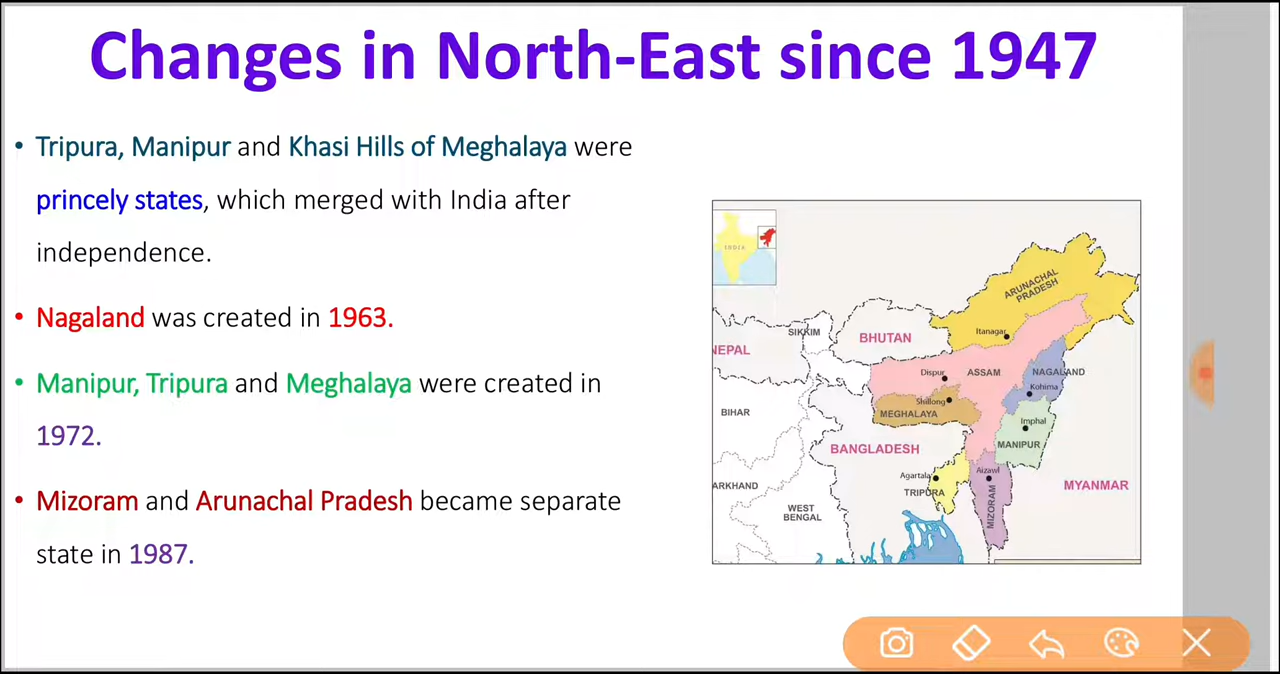 Changes in North-East since 1947
• Tripura, Manipur and Khasi Hills of Meghalaya were
princely states, which merged with India after
independence.
• Nagaland was created in 1963.
• Manipur, Tripura and Meghalaya were created in
1972.
• Mizoram and Arunachal Pradesh became separate
state in 1987.
INDIA
ARUNACHAL
PRADESH
Itanagar
SIKKIM
BHUTAN
NEPAL
Dispur
ASSAM
NAGALAND
Kohima
Shillong
MEGHALAYA
BIHAR
Imphal
MANIPUR
BANGLADESH
Agartala
Aizawl
TRIPURA
MIZORAM
MYANMAR
ARKHAND
WEST
BENGAL